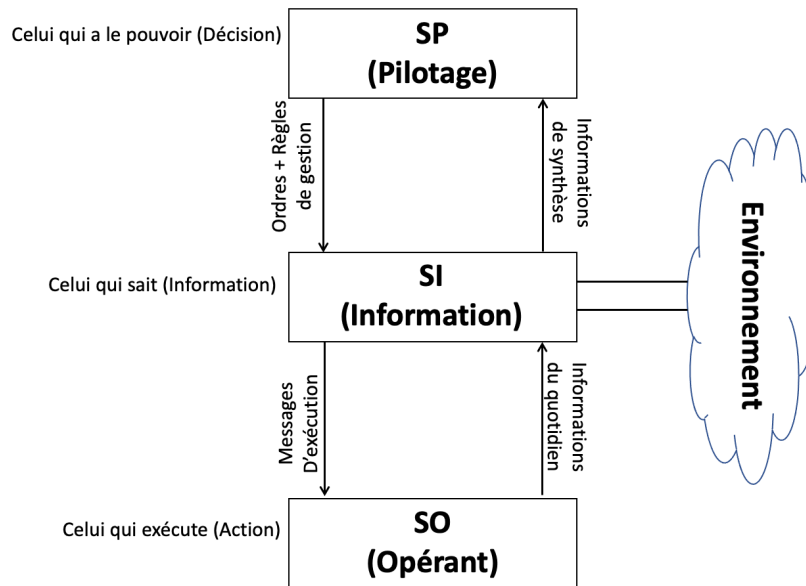 Celui qui a le pouvoir (Décision)
SP
(Pilotage)
Ordres + Règles
de gestion
Informations
de synthèse
Celui qui sait (Information)
SI
(Information)
Environnement
Messages
D'exécution
Informations
du quotidien
Celui qui exécute (Action)
SO
(Opérant)